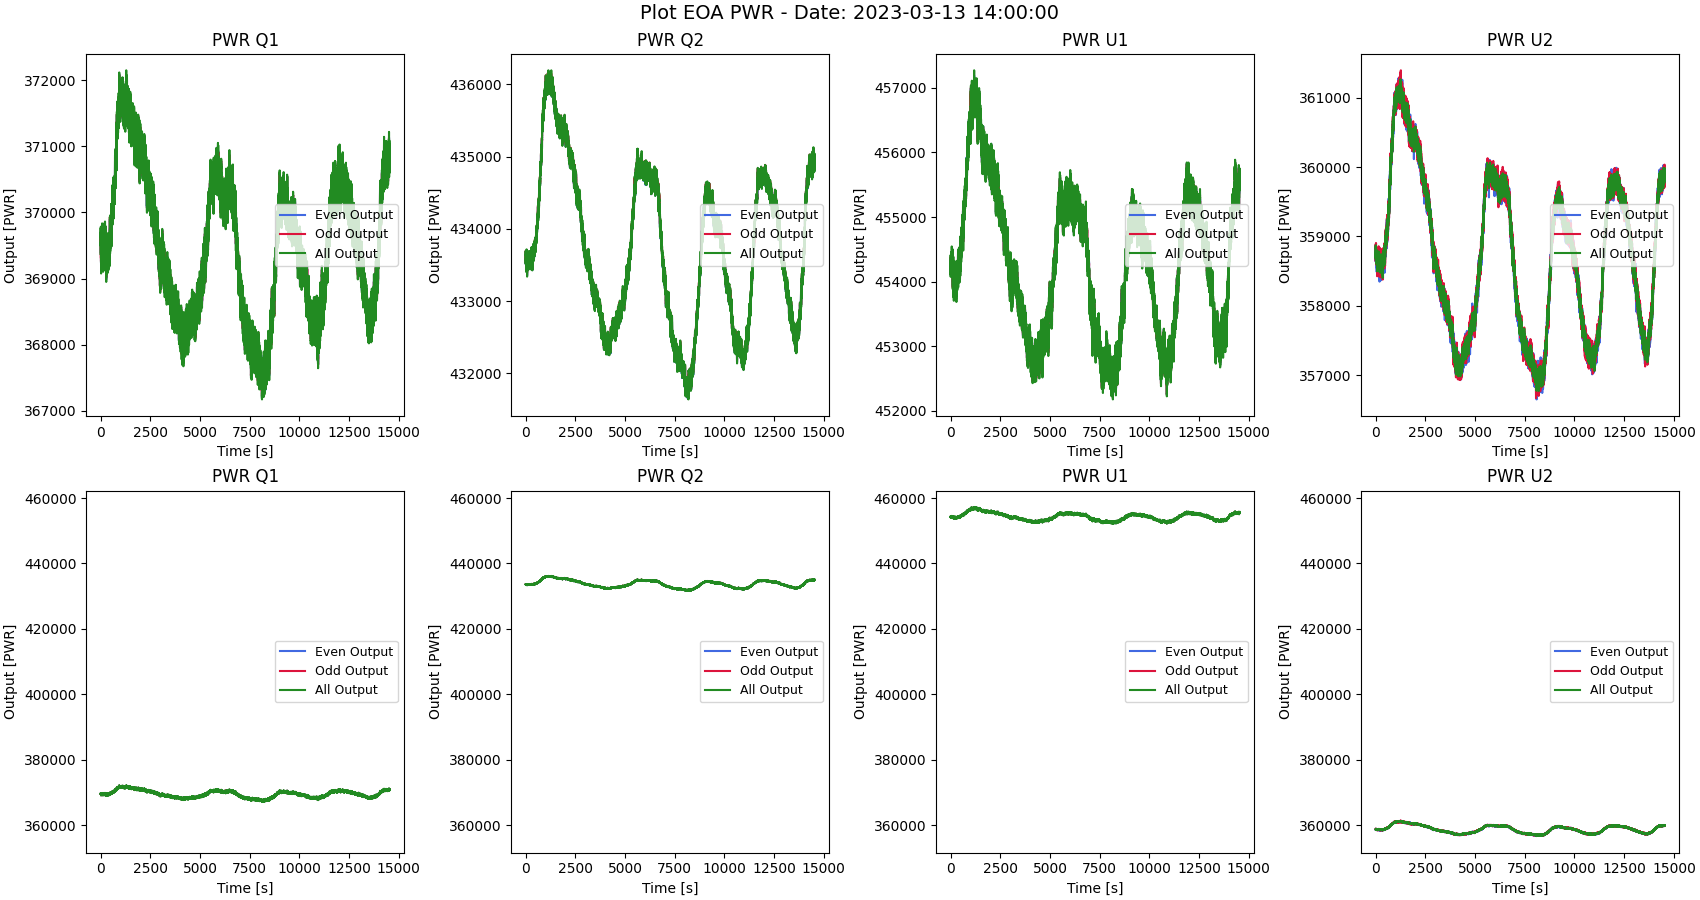 Plot EOA PWR - Date: 2023-03-13 14:00:00
PWR Q1
372000
371000
370000
369000
368000
367000
Output [PWR]
0 2500 5000 7500 10000 12500 15000
Time [s]
Even Output
Odd Output
All Output
PWR Q2
436000
435000
434000
433000
432000
Output [PWR]
0 2500 5000 7500 10000 12500 15000
Time [s]
Even Output
Odd Output
All Output
PWR U1
457000
456000
455000
454000
453000
452000
Output [PWR]
0 2500 5000 7500 10000 12500 15000
Time [s]
Even Output
Odd Output
All Output
PWR U2
361000
360000
359000
358000
357000
Output [PWR]
0 2500 5000 7500 10000 12500 15000
Time [s]
Even Output
Odd Output
All Output
PWR Q1
460000
440000
420000
400000
380000
360000
Output [PWR]
0 2500 5000 7500 10000 12500 15000
Time [s]
Even Output
Odd Output
All Output
PWR Q2
460000
440000
420000
400000
380000
360000
Output [PWR]
0 2500 5000 7500 10000 12500 15000
Time [s]
Even Output
Odd Output
All Output
PWR U1
460000
440000
420000
400000
380000
360000
Output [PWR]
0 2500 5000 7500 10000 12500 15000
Time [s]
Even Output
Odd Output
All Output
PWR U2
460000
440000
420000
400000
380000
360000
Output [PWR]
0 2500 5000 7500 10000 12500 15000
Time [s]
Even Output
Odd Output
All Output